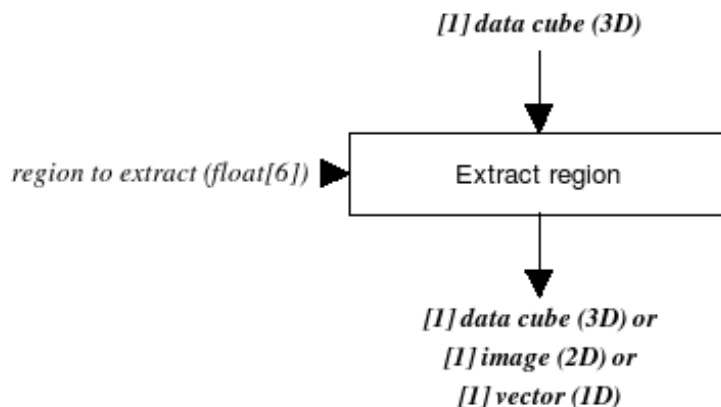 [1] data cube (3D)
region to extract (float[6])
Extract region
[1] data cube (3D) or
[1] image (2D) or
[1] vector (1D)